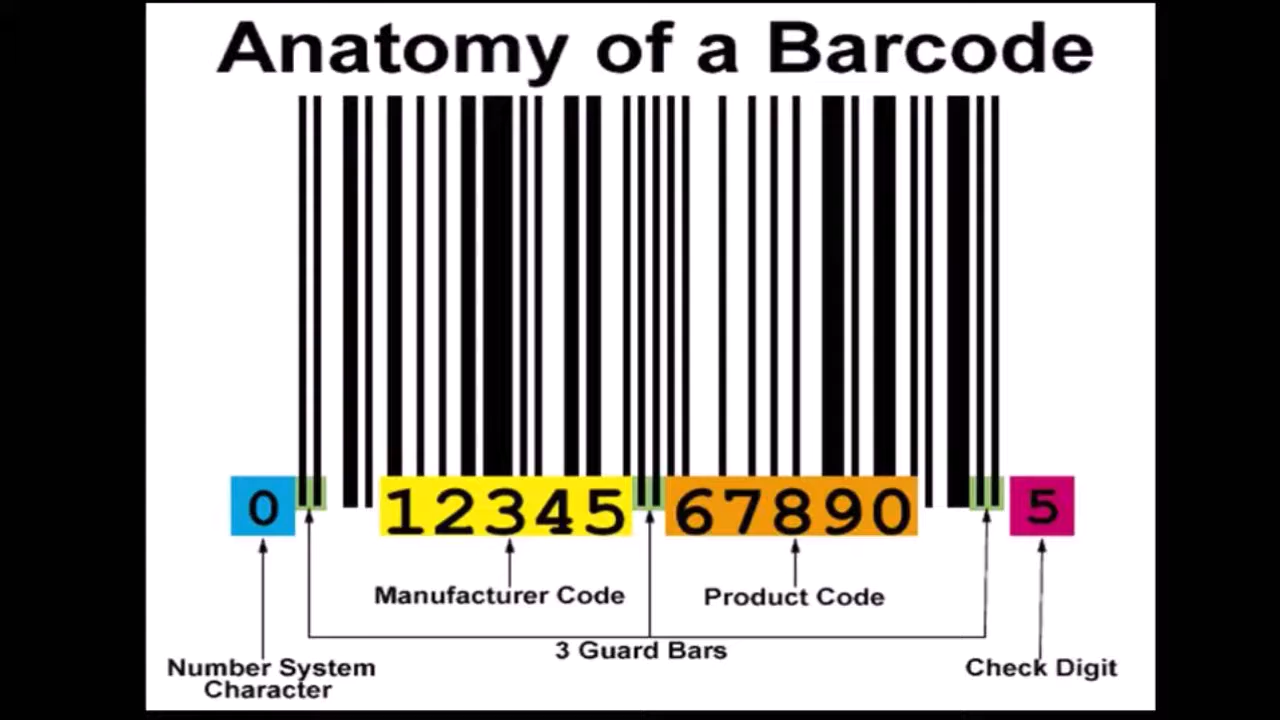 Anatomy of a Barcode
0 12345 67890 5
Manufacturer Code Product Code
3 Guard Bars
Number System
Character
Check Digit